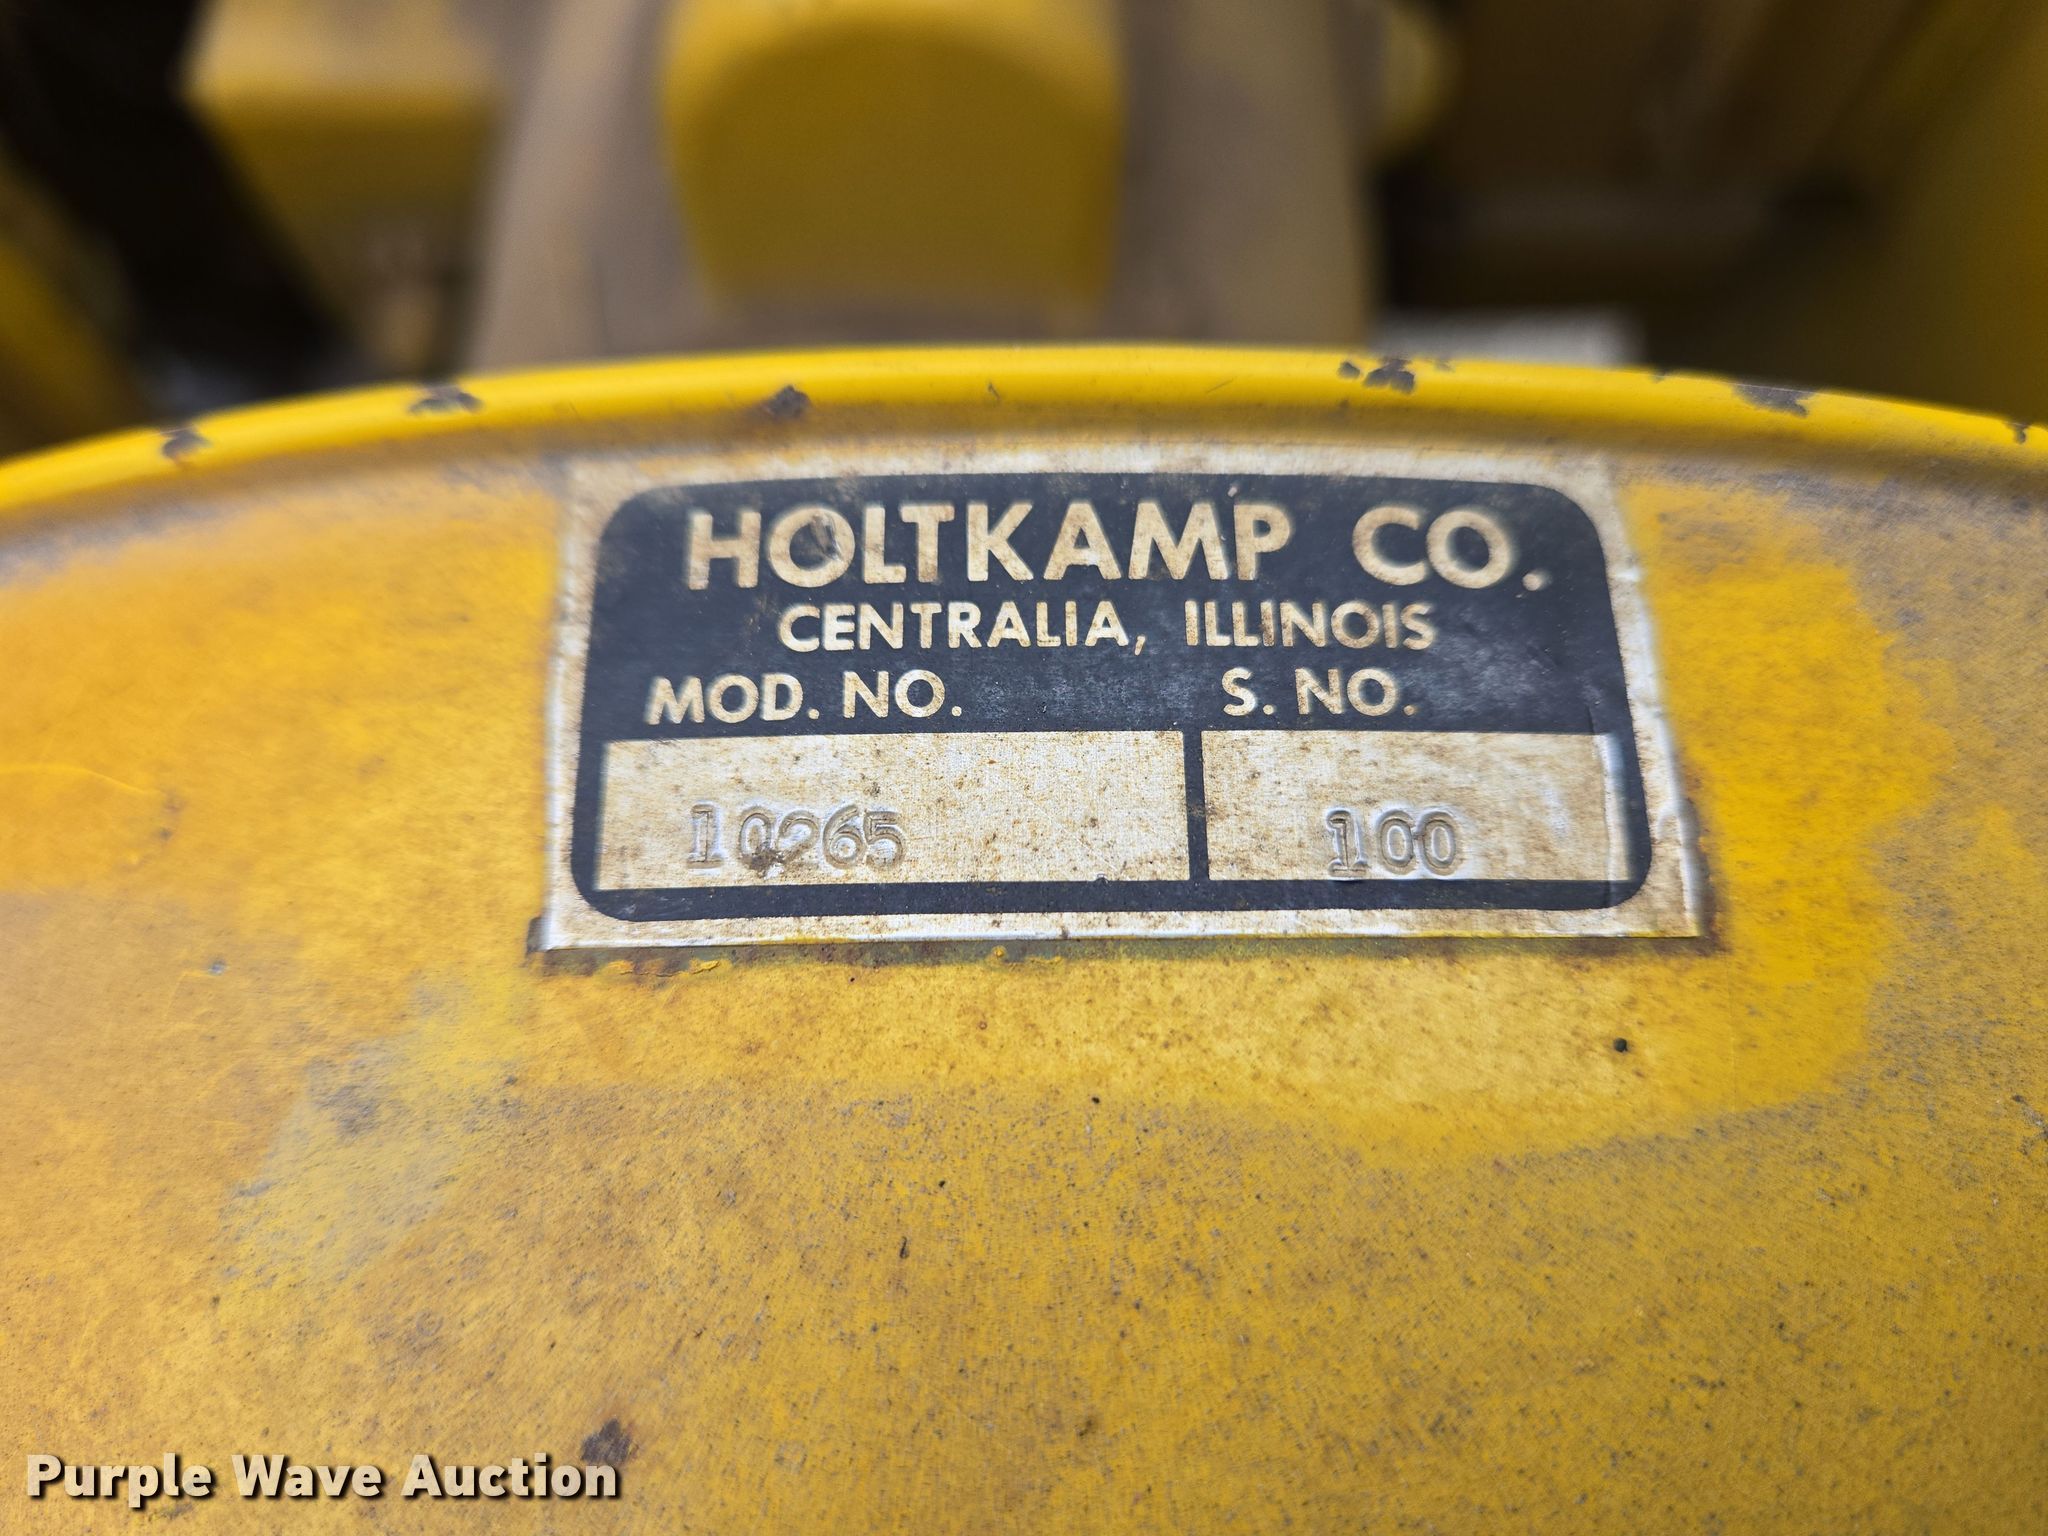 HOLTKAMP CO.
CENTRALIA, ILLINOIS
MOD. NO. S. NO.
10265 100
Purple Wave Auction